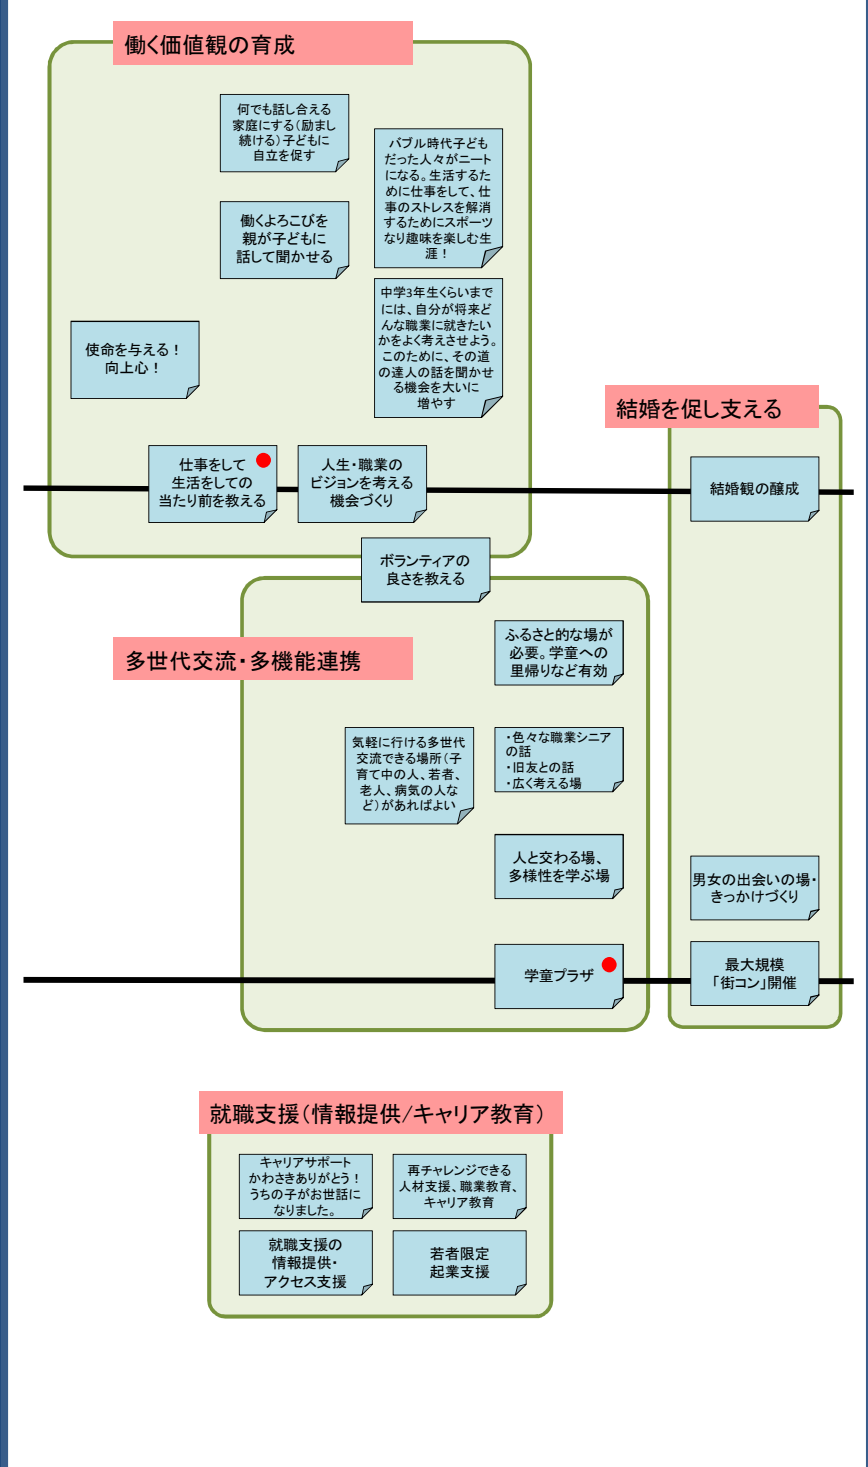 働く価値観の育成
何でも話し合える
家庭にする(励まし
続ける)子どもに
自立を促す
バブル時代子ども
だった人々がニート
になる。生活するた
めに仕事をして、仕
事のストレスを解消
するためにスポーツ
なり趣味を楽しむ生
涯！
働くよろこびを
親が子どもに
話して聞かせる
中学3年生くらいまで
には、自分が将来ど
んな職業に就きたい
かをよく考えさせよう。
このために、その道
の達人の話を聞かせ
る機会を大いに
増やす
使命を与える！
向上心！
仕事をして
生活をしての
当たり前を教える
人生・職業の
ビジョンを考える
機会づくり
結婚を促し支える
結婚観の醸成
ボランティアの
良さを教える
多世代交流・多機能連携
ふるさと的な場が
必要。学童への
里帰りなど有効
気軽に行ける多世代
交流できる場所(子
育て中の人、若者、
老人、病気の人な
ど)があればよい
・色々な職業シニア
の話
・旧友との話
・広く考える場
人と交わる場、
多様性を学ぶ場
男女の出会いの場・
きっかけづくり
学童プラザ
最大規模
「街コン」開催
就職支援(情報提供/キャリア教育)
キャリアサポート
かわさきありがとう！
うちの子がお世話に
なりました。
再チャレンジできる
人材支援、職業教育、
キャリア教育
就職支援の
情報提供・
アクセス支援
若者限定
起業支援